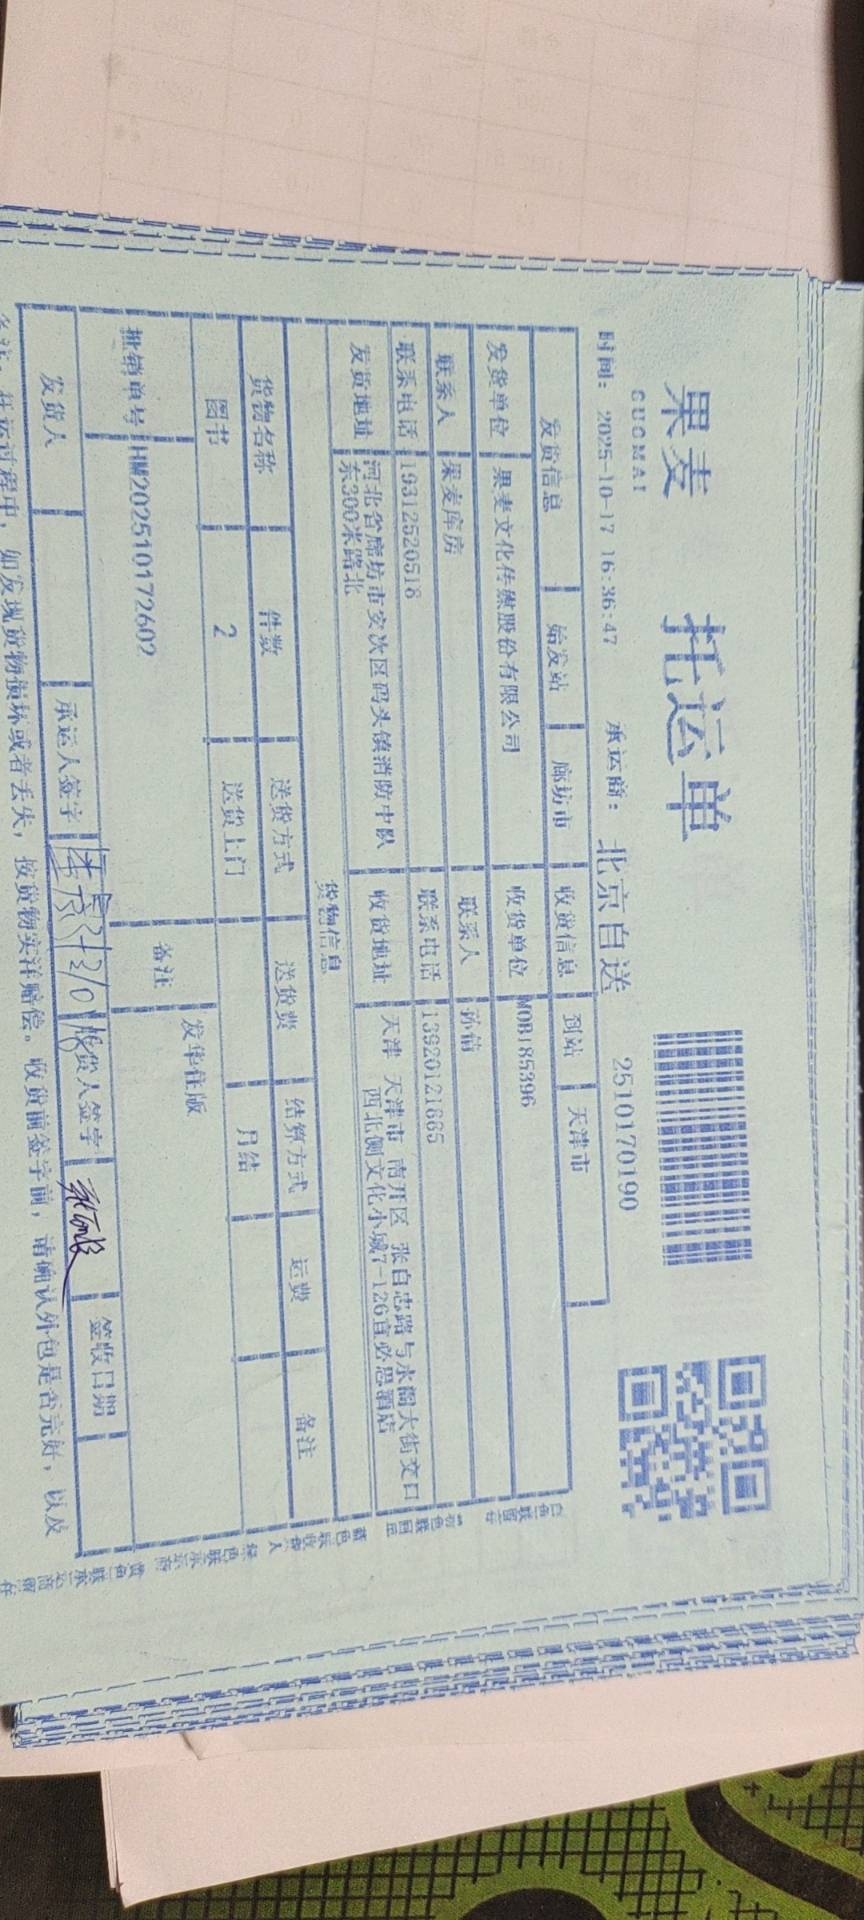 果麦
GUOMAI
托运单
2510170190
时间: 2025-10-17 16:36:47 承运商: 北京自送
发货信息 始发站 廊坊市 收货信息 到站 天津市
发货单位 果麦文化传媒股份有限公司 收货单位 MOB185396
联系人 果麦库房 联系人 孙倩
联系电话 19312520518 联系电话 13920121885
发货地址 河北省廊坊市安次区码头镇消防中队东300米路北 收货地址 天津 天津市 南开区 张自忠路与水阁大街交口西北侧文化小城7-126宜必思酒店
货物信息
货物名称 件数 送货方式 送货费 结算方式 运费 备注
图书 2 送货上门 月结
批销单号 HM202510172602 备注 发华住版
发货人 承运人签字 收货人签字 签收日期
备注: 托运过程中, 如发现货物损坏或者丢失, 按货物实洋赔偿。收货前签字前, 请确认外包是否完好, 以及